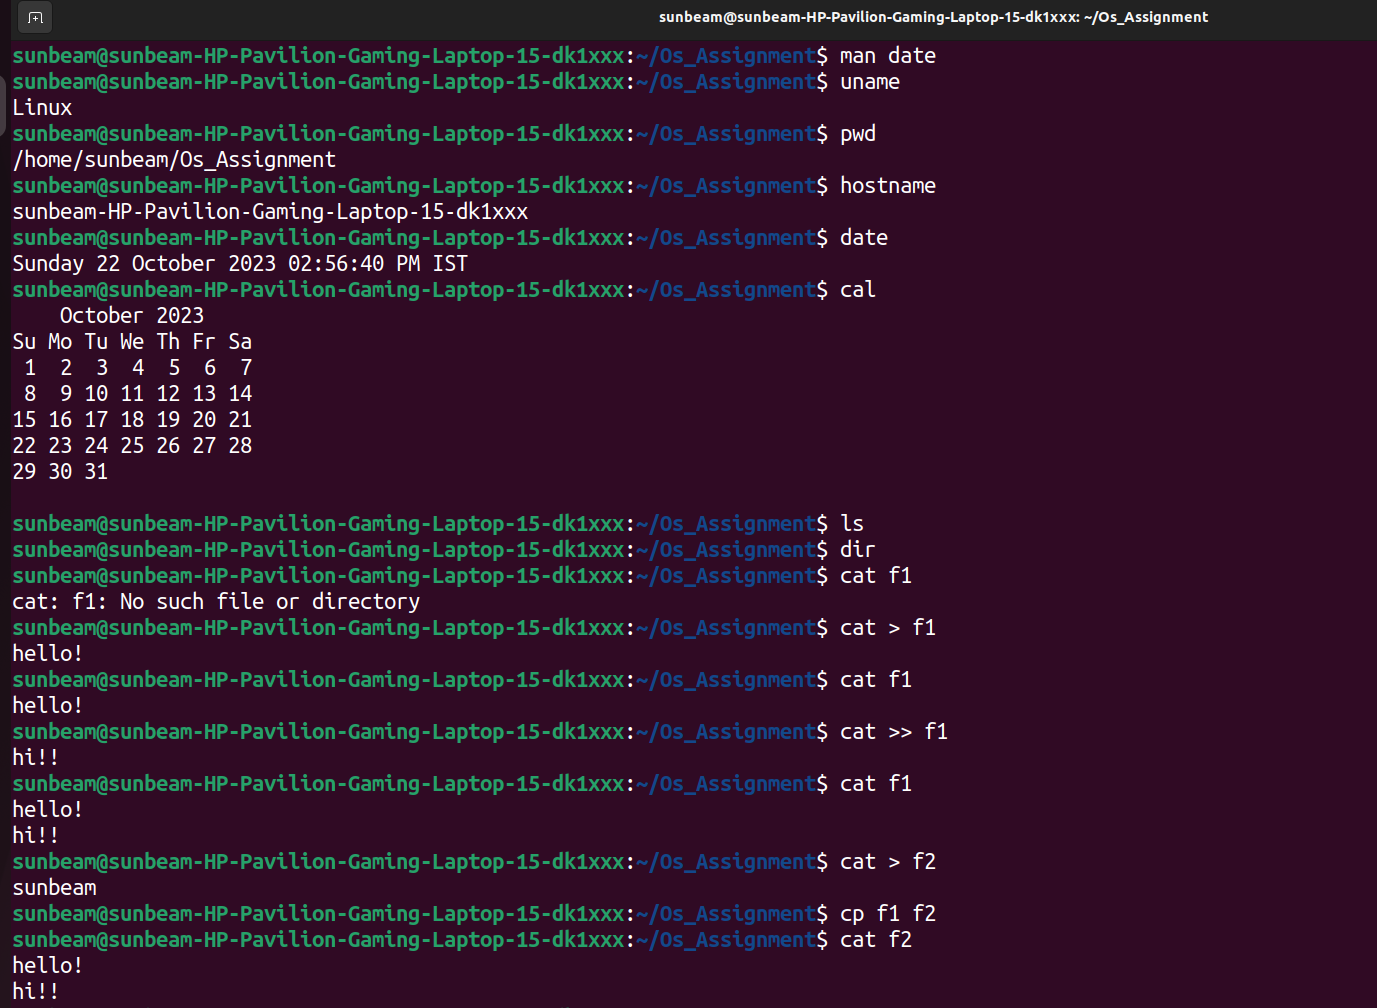 sunbeam@sunbeam-HP-Pavilion-Gaming-Laptop-15-dk1xxx: ~/Os_Assignment
sunbeam@sunbeam-HP-Pavilion-Gaming-Laptop-15-dk1xxx:~/Os_Assignment$ man date
sunbeam@sunbeam-HP-Pavilion-Gaming-Laptop-15-dk1xxx:~/Os_Assignment$ uname
Linux
sunbeam@sunbeam-HP-Pavilion-Gaming-Laptop-15-dk1xxx:~/Os_Assignment$ pwd
/home/sunbeam/Os_Assignment
sunbeam@sunbeam-HP-Pavilion-Gaming-Laptop-15-dk1xxx:~/Os_Assignment$ hostname
sunbeam-HP-Pavilion-Gaming-Laptop-15-dk1xxx
sunbeam@sunbeam-HP-Pavilion-Gaming-Laptop-15-dk1xxx:~/Os_Assignment$ date
Sunday 22 October 2023 02:56:40 PM IST
sunbeam@sunbeam-HP-Pavilion-Gaming-Laptop-15-dk1xxx:~/Os_Assignment$ cal
    October 2023
Su Mo Tu We Th Fr Sa
 1  2  3  4  5  6  7
 8  9 10 11 12 13 14
15 16 17 18 19 20 21
22 23 24 25 26 27 28
29 30 31
sunbeam@sunbeam-HP-Pavilion-Gaming-Laptop-15-dk1xxx:~/Os_Assignment$ ls
sunbeam@sunbeam-HP-Pavilion-Gaming-Laptop-15-dk1xxx:~/Os_Assignment$ dir
sunbeam@sunbeam-HP-Pavilion-Gaming-Laptop-15-dk1xxx:~/Os_Assignment$ cat f1
cat: f1: No such file or directory
sunbeam@sunbeam-HP-Pavilion-Gaming-Laptop-15-dk1xxx:~/Os_Assignment$ cat > f1
hello!
sunbeam@sunbeam-HP-Pavilion-Gaming-Laptop-15-dk1xxx:~/Os_Assignment$ cat f1
hello!
sunbeam@sunbeam-HP-Pavilion-Gaming-Laptop-15-dk1xxx:~/Os_Assignment$ cat >> f1
hi!!
sunbeam@sunbeam-HP-Pavilion-Gaming-Laptop-15-dk1xxx:~/Os_Assignment$ cat f1
hello!
hi!!
sunbeam@sunbeam-HP-Pavilion-Gaming-Laptop-15-dk1xxx:~/Os_Assignment$ cat > f2
sunbeam
sunbeam@sunbeam-HP-Pavilion-Gaming-Laptop-15-dk1xxx:~/Os_Assignment$ cp f1 f2
sunbeam@sunbeam-HP-Pavilion-Gaming-Laptop-15-dk1xxx:~/Os_Assignment$ cat f2
hello!
hi!!